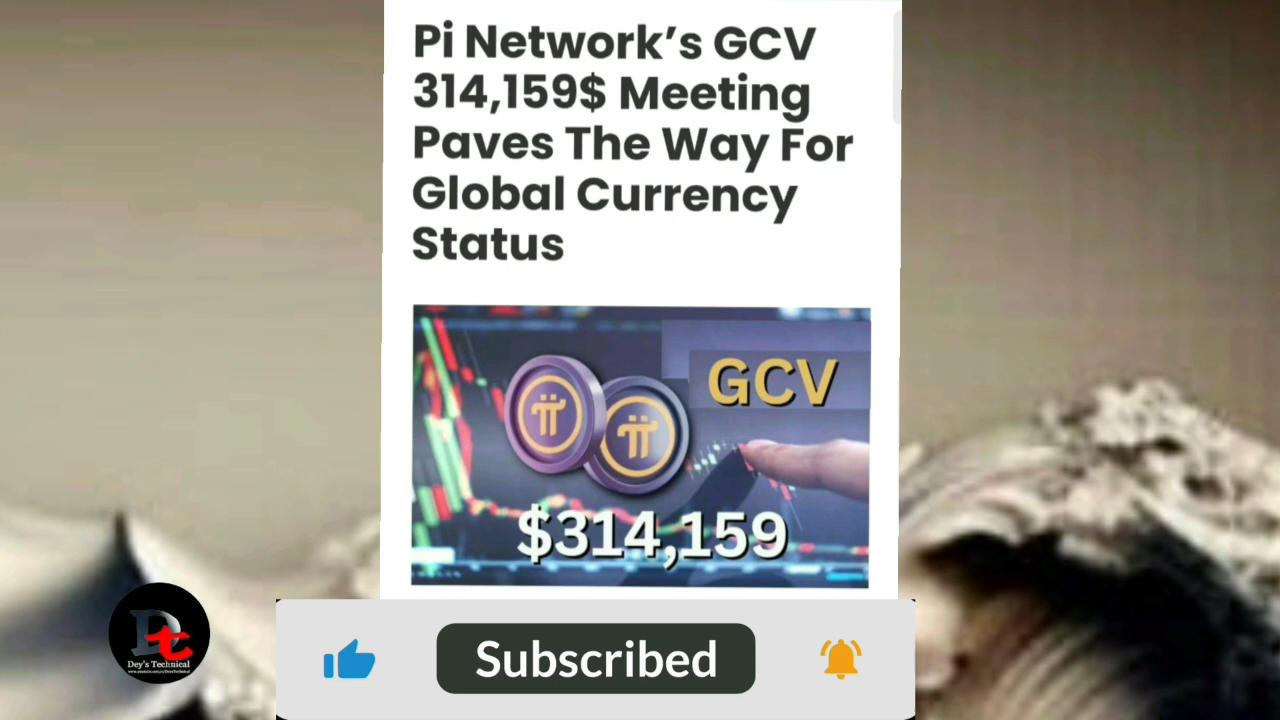 Pi Network’s GCV
314,159$ Meeting
Paves The Way For
Global Currency
Status
GCV
$314,159
Dt
Dey's Technical
Subscribed